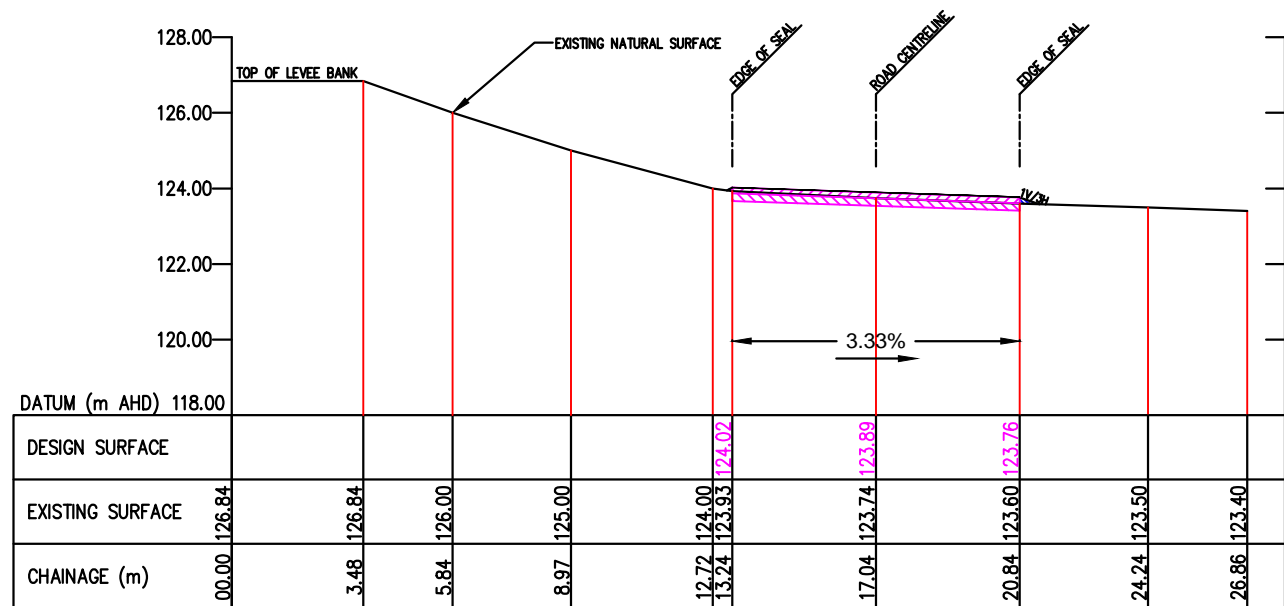 128.00
126.00
124.00
122.00
120.00
TOP OF LEVEE BANK
EXISTING NATURAL SURFACE
EDGE OF SEAL
ROAD CENTRELINE
EDGE OF SEAL
1V/3H
3.33%
DATUM (m AHD) 118.00
DESIGN SURFACE 124.02 123.89 123.76
EXISTING SURFACE 126.84 126.84 126.00 125.00 124.00 123.93 123.74 123.60 123.50 123.40
CHAINAGE (m) 00.00 3.48 5.84 8.97 12.72 13.24 17.04 20.84 24.24 26.86